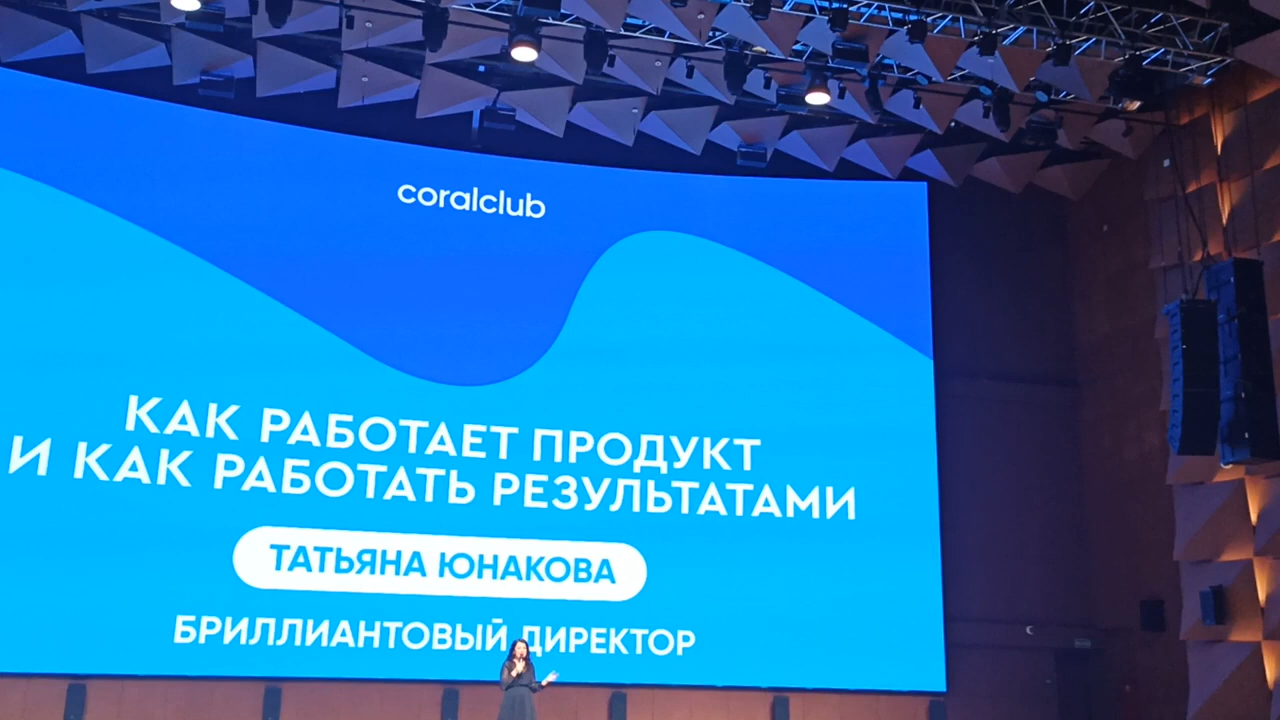 coralclub
КАК РАБОТАЕТ ПРОДУКТ
И КАК РАБОТАТЬ РЕЗУЛЬТАТАМИ
ТАТЬЯНА ЮНАКОВА
БРИЛЛИАНТОВЫЙ ДИРЕКТОР